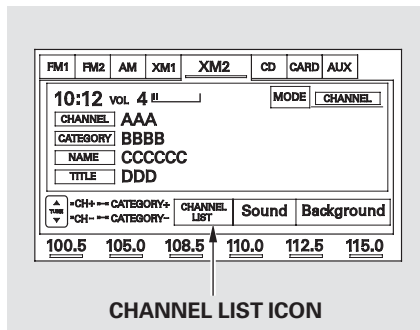 FM1 FM2 AM XM1 XM2 CD CARD AUX
10:12 VOL 4 MODE CHANNEL
CHANNEL AAA
CATEGORY BBBB
NAME CCCCCC
TITLE DDD
TUNE CH+ CATEGORY+ CHANNEL LIST Sound Background
CH- CATEGORY-
100.5 105.0 108.5 110.0 112.5 115.0
CHANNEL LIST ICON